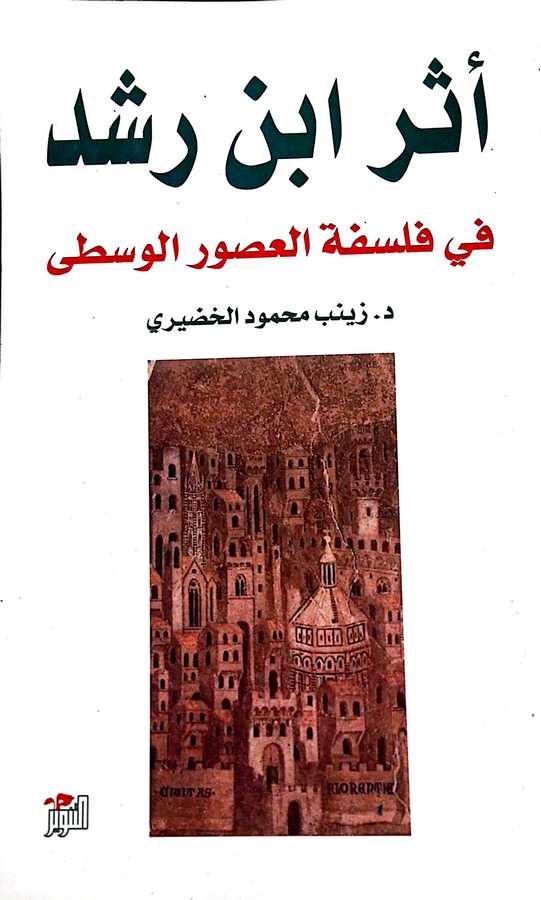 أثر ابن رشد
في فلسفة العصور الوسطى
د. زينب محمود الخضيري
CIVITAS FLORENTIE
التنوير